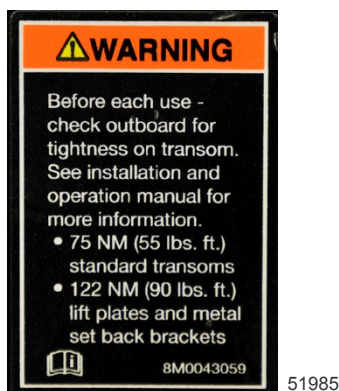 WARNING
Before each use -
check outboard for
tightness on transom.
See installation and
operation manual for
more information.
• 75 NM (55 lbs. ft.)
standard transoms
• 122 NM (90 lbs. ft.)
lift plates and metal
set back brackets
8M0043059
51985